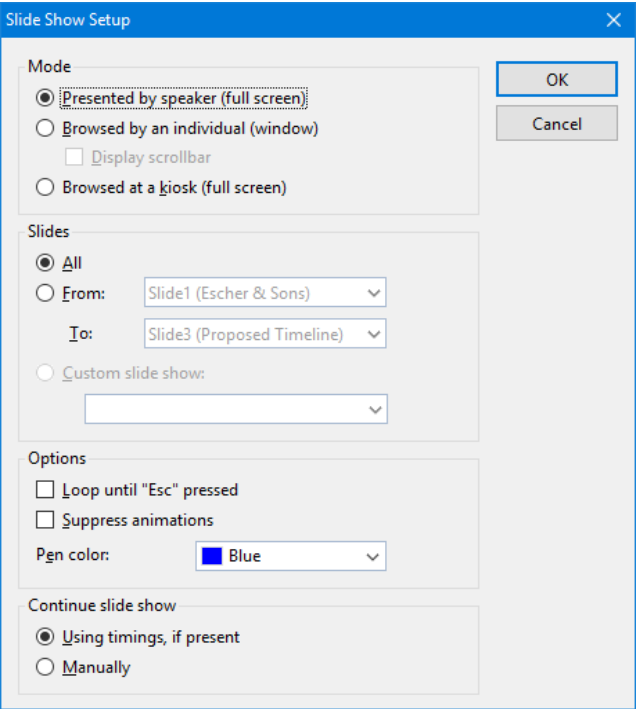 Slide Show Setup
Mode
Presented by speaker (full screen)
Browsed by an individual (window)
Display scrollbar
Browsed at a kiosk (full screen)
OK
Cancel
Slides
All
From: Slide1 (Escher & Sons)
To: Slide3 (Proposed Timeline)
Custom slide show:
Options
Loop until "Esc" pressed
Suppress animations
Pen color: Blue
Continue slide show
Using timings, if present
Manually